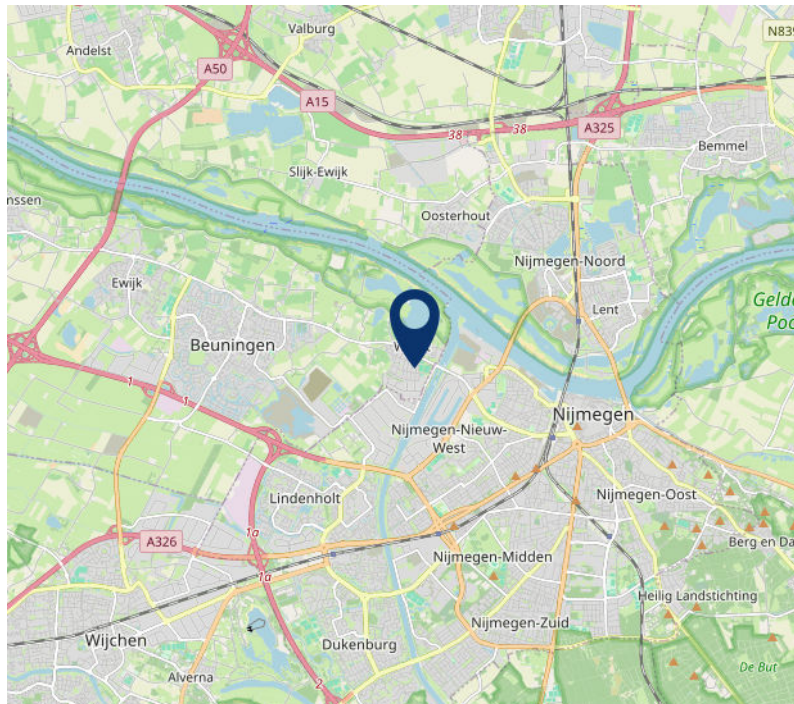 Valburg
N839
Andelst
A50
A15
38
38
A325
Bemmel
Slijk-Ewijk
nssen
Oosterhout
Nijmegen-Noord
Ewijk
Gelde
Poo
Lent
Beuningen
1
1
Nijmegen
Nijmegen-Nieuw-
West
Lindenholt
Nijmegen-Oost
1a
A326
Berg en Da
Nijmegen-Midden
1a
Heilig Landstichting
Nijmegen-Zuid
Wijchen
Dukenburg
De But
Alverna
2